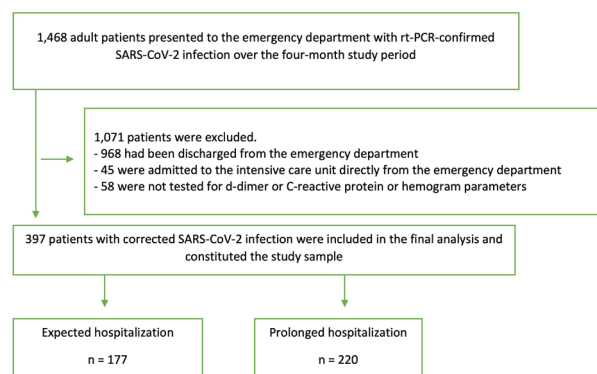 1,468 adult patients presented to the emergency department with rt-PCR-confirmed
SARS-CoV-2 infection over the four-month study period
1,071 patients were excluded.
- 968 had been discharged from the emergency department
- 45 were admitted to the intensive care unit directly from the emergency department
- 58 were not tested for d-dimer or C-reactive protein or hemogram parameters
397 patients with corrected SARS-CoV-2 infection were included in the final analysis and
constituted the study sample
Expected hospitalization
n = 177
Prolonged hospitalization
n = 220